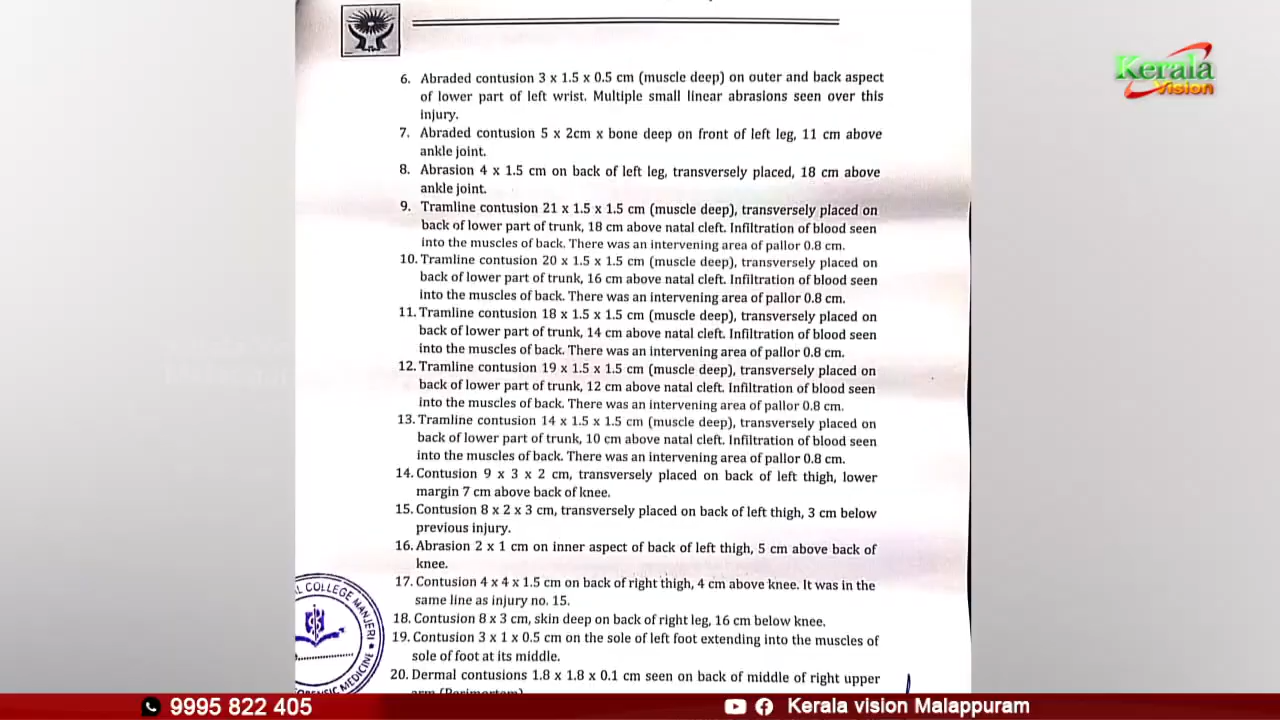 6. Abraded contusion 3 x 1.5 x 0.5 cm (muscle deep) on outer and back aspect
of lower part of left wrist. Multiple small linear abrasions seen over this
injury.
7. Abraded contusion 5 x 2cm x bone deep on front of left leg, 11 cm above
ankle joint.
8. Abrasion 4 x 1.5 cm on back of left leg, transversely placed, 18 cm above
ankle joint.
9. Tramline contusion 21 x 1.5 x 1.5 cm (muscle deep), transversely placed on
back of lower part of trunk, 18 cm above natal cleft. Infiltration of blood seen
into the muscles of back. There was an intervening area of pallor 0.8 cm.
10. Tramline contusion 20 x 1.5 x 1.5 cm (muscle deep), transversely placed on
back of lower part of trunk, 16 cm above natal cleft. Infiltration of blood seen
into the muscles of back. There was an intervening area of pallor 0.8 cm.
11. Tramline contusion 18 x 1.5 x 1.5 cm (muscle deep), transversely placed on
back of lower part of trunk, 14 cm above natal cleft. Infiltration of blood seen
into the muscles of back. There was an intervening area of pallor 0.8 cm.
12. Tramline contusion 19 x 1.5 x 1.5 cm (muscle deep), transversely placed on
back of lower part of trunk, 12 cm above natal cleft. Infiltration of blood seen
into the muscles of back. There was an intervening area of pallor 0.8 cm.
13. Tramline contusion 14 x 1.5 x 1.5 cm (muscle deep), transversely placed on
back of lower part of trunk, 10 cm above natal cleft. Infiltration of blood seen
into the muscles of back. There was an intervening area of pallor 0.8 cm.
14. Contusion 9 x 3 x 2 cm, transversely placed on back of left thigh, lower
margin 7 cm above back of knee.
15. Contusion 8 x 2 x 3 cm, transversely placed on back of left thigh, 3 cm below
previous injury.
16. Abrasion 2 x 1 cm on inner aspect of back of left thigh, 5 cm above back of
knee.
17. Contusion 4 x 4 x 1.5 cm on back of right thigh, 4 cm above knee. It was in the
same line as injury no. 15.
18. Contusion 8 x 3 cm, skin deep on back of right leg, 16 cm below knee.
19. Contusion 3 x 1 x 0.5 cm on the sole of left foot extending into the muscles of
sole of foot at its middle.
20. Dermal contusions 1.8 x 1.8 x 0.1 cm seen on back of middle of right upper
arm (Perimortem)
COLLEGE MANJERI
MEDICINE
Kerala
Vision
9995 822 405
Kerala vision Malappuram